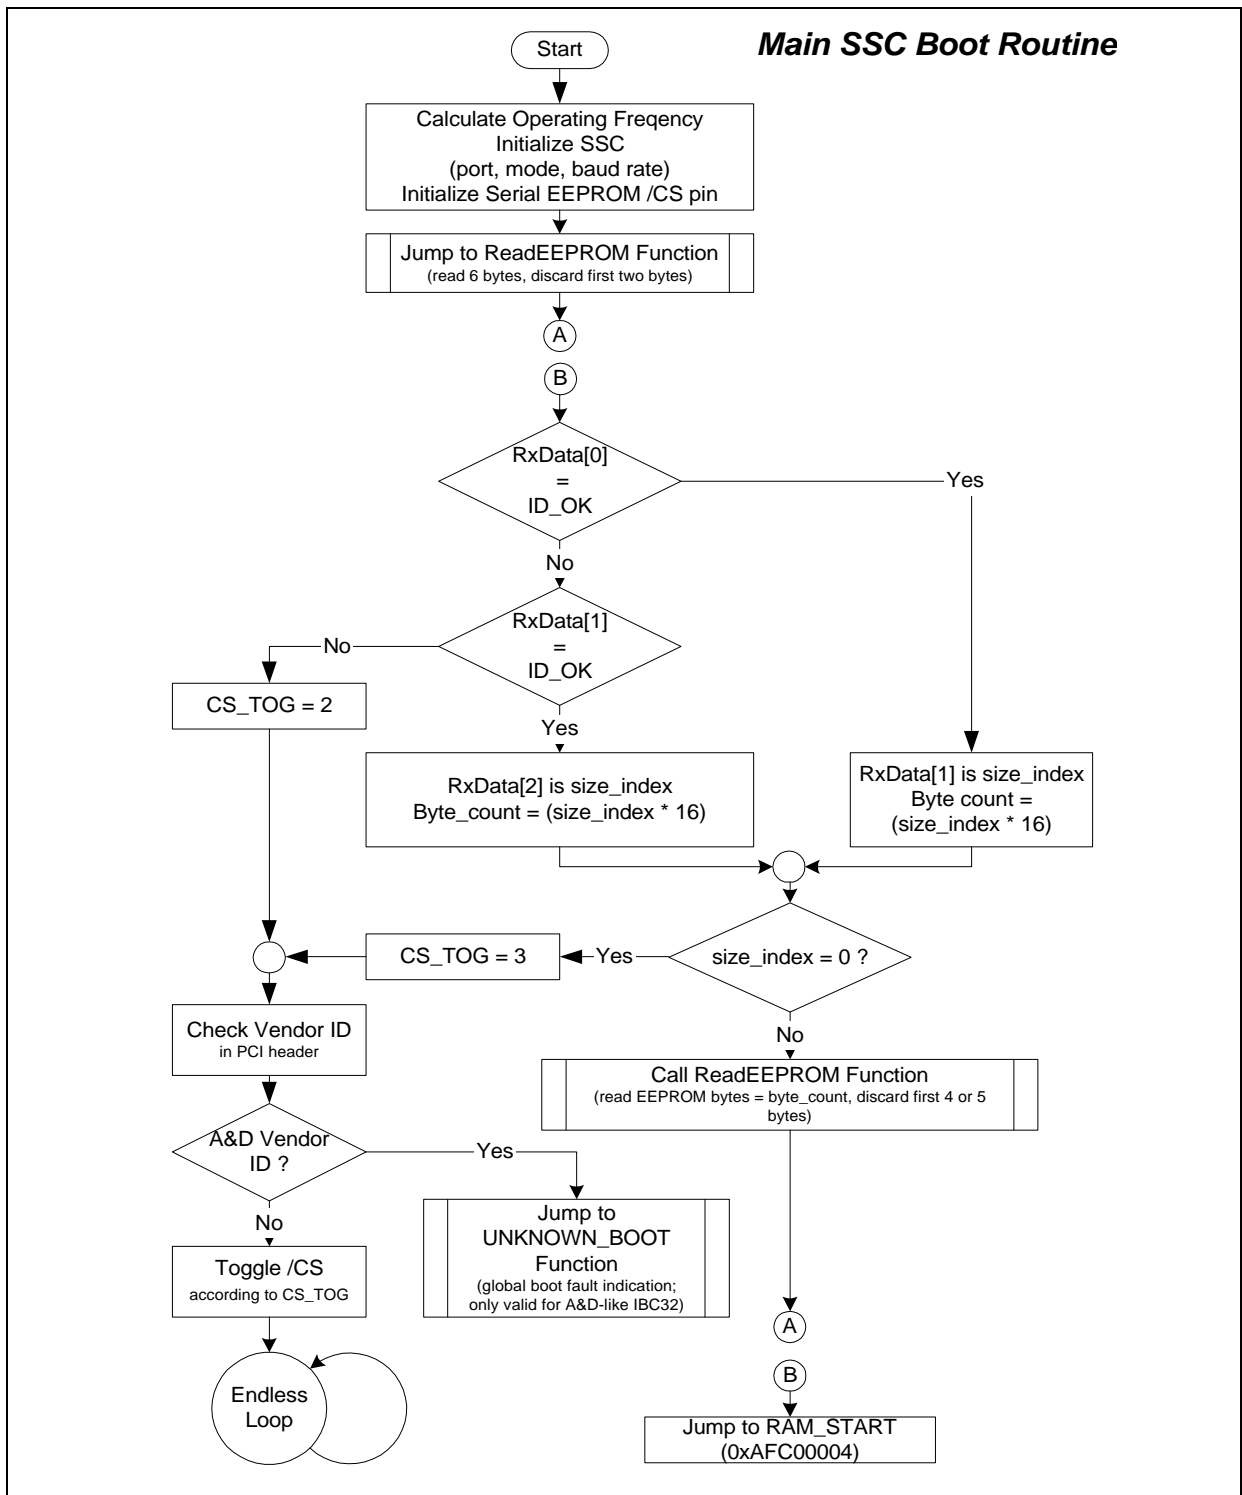 Main SSC Boot Routine
Start
Calculate Operating Freqency
Initialize SSC
(port, mode, baud rate)
Initialize Serial EEPROM /CS pin
Jump to ReadEEPROM Function
(read 6 bytes, discard first two bytes)
A
B
RxData[0]
=
ID_OK
Yes
No
RxData[1]
=
ID_OK
No
CS_TOG = 2
Yes
RxData[2] is size_index
Byte_count = (size_index * 16)
RxData[1] is size_index
Byte count =
(size_index * 16)
size_index = 0 ?
Yes
CS_TOG = 3
No
Check Vendor ID
in PCI header
Call ReadEEPROM Function
(read EEPROM bytes = byte_count, discard first 4 or 5
bytes)
A&D Vendor
ID ?
Yes
No
Jump to
UNKNOWN_BOOT
Function
(global boot fault indication;
only valid for A&D-like IBC32)
Toggle /CS
according to CS_TOG
Endless
Loop
A
B
Jump to RAM_START
(0xAFC00004)